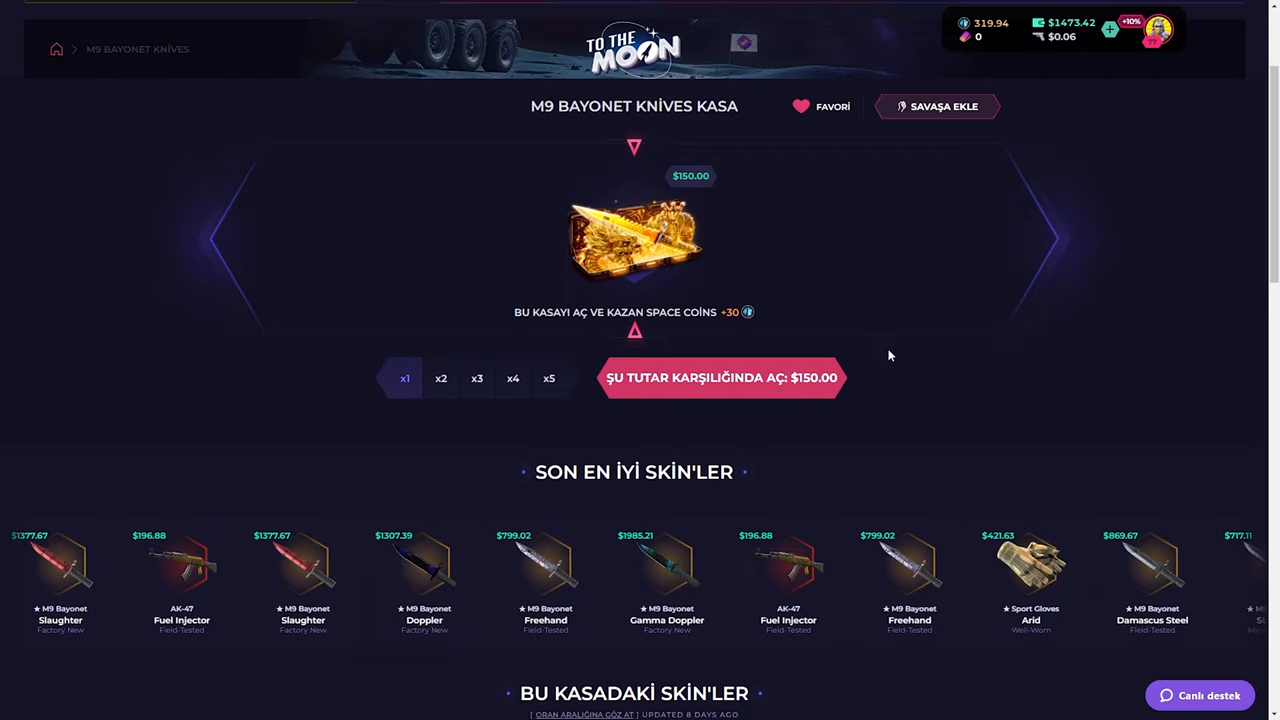 319.94
$1473.42
+10%
0
$0.06
77
M9 BAYONET KNİVES
TO THE MOON
M9 BAYONET KNİVES KASA
FAVORİ
SAVAŞA EKLE
$150.00
BU KASAYI AÇ VE KAZAN SPACE COİNS +30
x1
x2
x3
x4
x5
ŞU TUTAR KARŞILIĞINDA AÇ: $150.00
SON EN İYİ SKİN'LER
$1377.67
$196.88
$1377.67
$1307.39
$799.02
$1985.21
$196.88
$799.02
$421.63
$869.67
$717.11
★ M9 Bayonet
AK-47
★ M9 Bayonet
★ M9 Bayonet
★ M9 Bayonet
★ M9 Bayonet
AK-47
★ M9 Bayonet
★ Sport Gloves
★ M9 Bayonet
Slaughter
Fuel Injector
Slaughter
Doppler
Freehand
Gamma Doppler
Fuel Injector
Freehand
Arid
Damascus Steel
Factory New
Field-Tested
Factory New
Factory New
Field-Tested
Factory New
Field-Tested
Field-Tested
Well-Worn
Field-Tested
BU KASADAKİ SKİN'LER
[ ORAN ARALIĞINA GÖZ AT ] UPDATED 8 DAYS AGO
Canlı destek